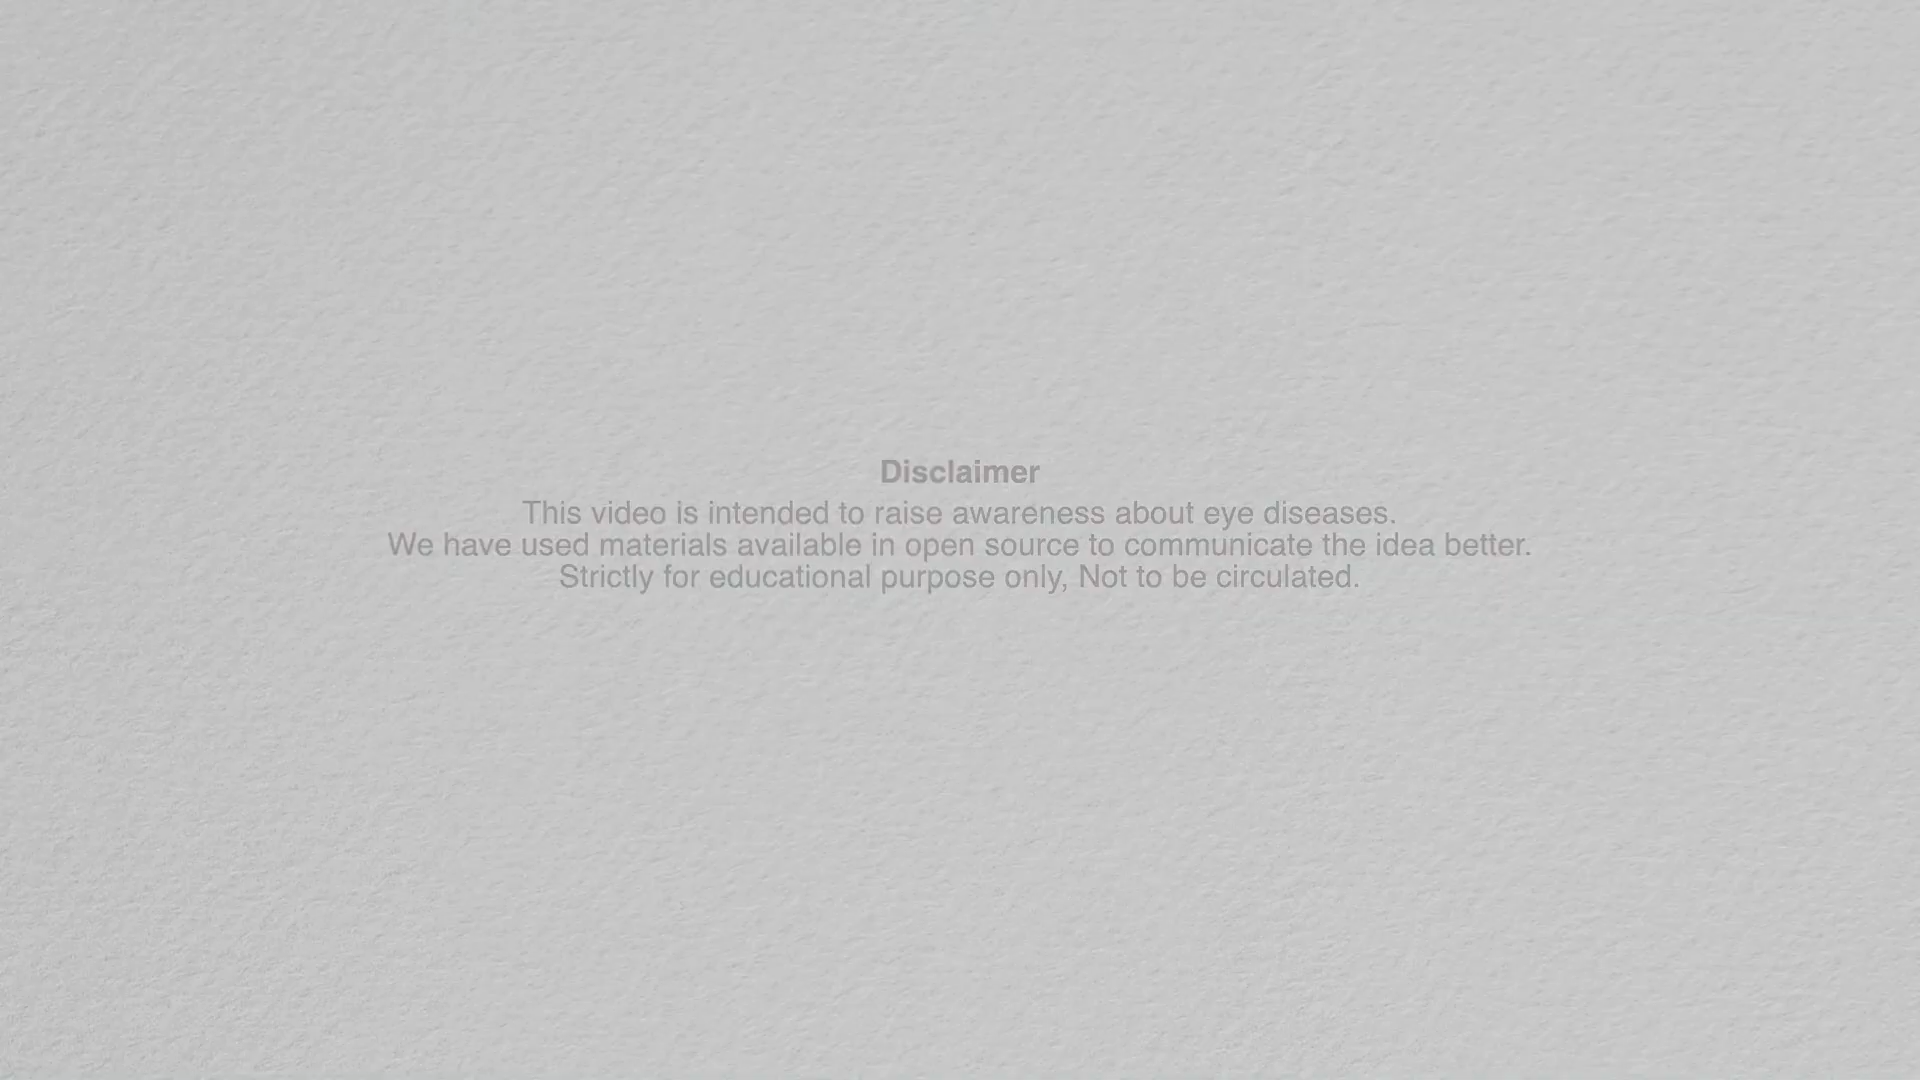 Disclaimer
This video is intended to raise awareness about eye diseases.
We have used materials available in open source to communicate the idea better.
Strictly for educational purpose only, Not to be circulated.